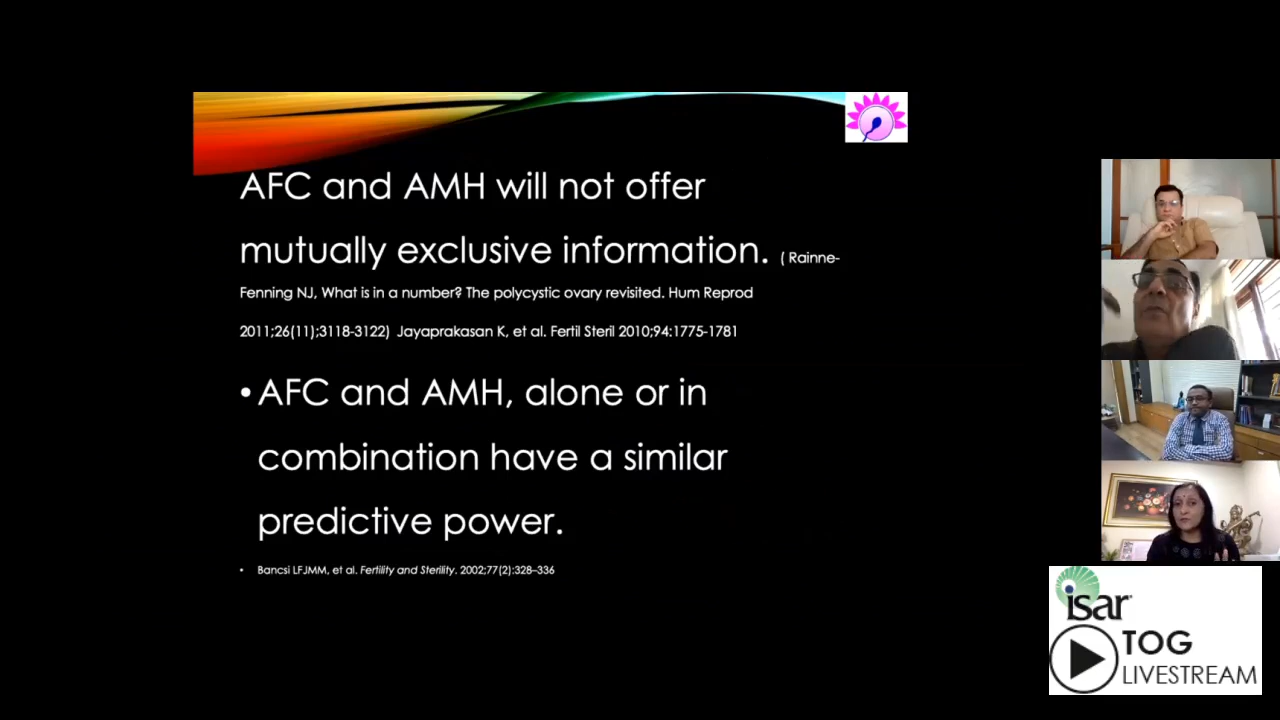 AFC and AMH will not offer
mutually exclusive information. ( Rainne-
Fenning NJ, What is in a number? The polycystic ovary revisited. Hum Reprod
2011;26(11);3118-3122) Jayaprakasan K, et al. Fertil Steril 2010;94:1775-1781
• AFC and AMH, alone or in
combination have a similar
predictive power.
• Bancsi LFJMM, et al. Fertility and Sterility. 2002;77(2):328–336
isar
TOG
LIVESTREAM